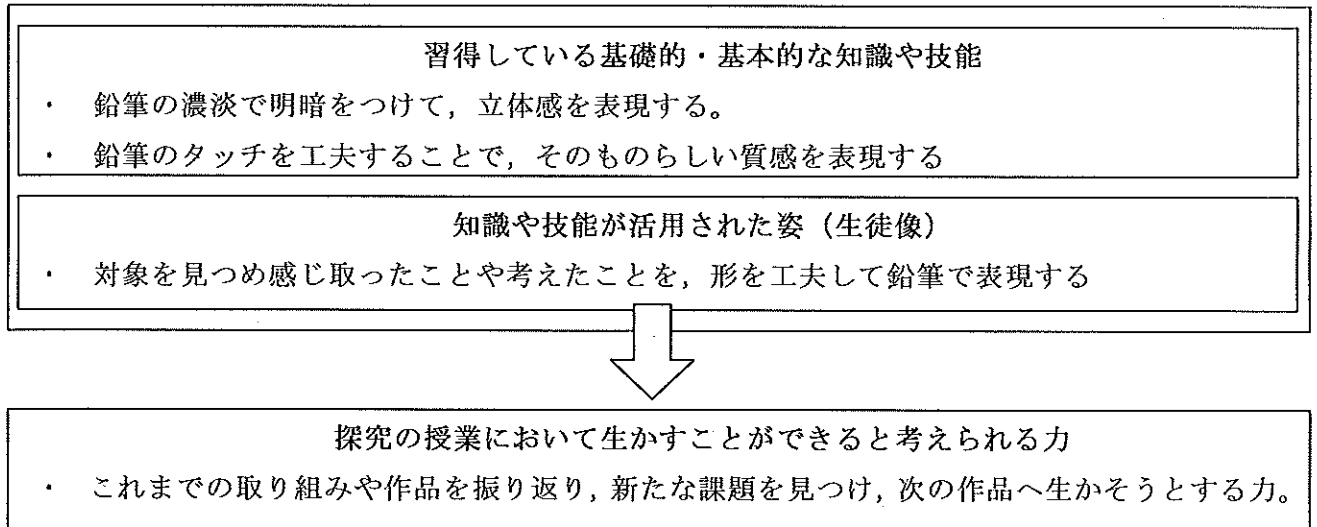 習得している基礎的・基本的な知識や技能
・ 鉛筆の濃淡で明暗をつけて，立体感を表現する。
・ 鉛筆のタッチを工夫することで，そのものらしい質感を表現する
知識や技能が活用された姿（生徒像）
・ 対象を見つめ感じ取ったことや考えたことを，形を工夫して鉛筆で表現する
探究の授業において生かすことができると考えられる力
・ これまでの取り組みや作品を振り返り，新たな課題を見つけ，次の作品へ生かそうとする力。